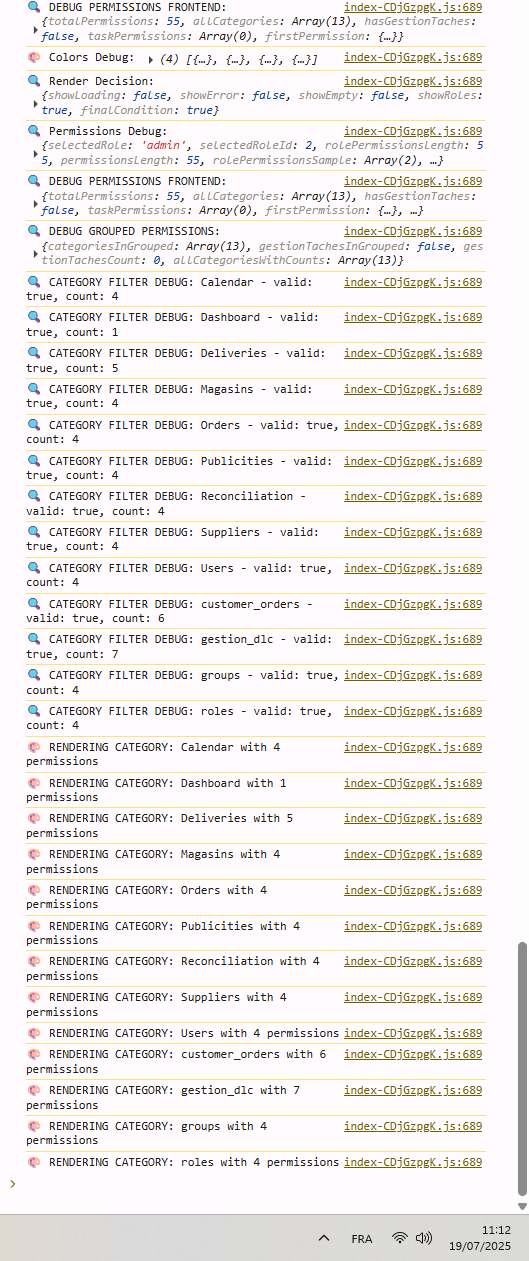 DEBUG PERMISSIONS FRONTEND: index-CDjGzpgK.js:689
{totalPermissions: 55, allCategories: Array(13), hasGestionTaches:
false, taskPermissions: Array(0), firstPermission: {…}}
Colors Debug: (4) [{…}, {…}, {…}, {…}] index-CDjGzpgK.js:689
Render Decision: index-CDjGzpgK.js:689
{showLoading: false, showError: false, showEmpty: false, showRoles:
true, finalCondition: true}
Permissions Debug: index-CDjGzpgK.js:689
{selectedRole: 'admin', selectedRoleId: 2, rolePermissionsLength: 5
5, permissionsLength: 55, rolePermissionsSample: Array(2), …}
DEBUG PERMISSIONS FRONTEND: index-CDjGzpgK.js:689
{totalPermissions: 55, allCategories: Array(13), hasGestionTaches:
false, taskPermissions: Array(0), firstPermission: {…}, …}
DEBUG GROUPED PERMISSIONS: index-CDjGzpgK.js:689
{categoriesInGrouped: Array(13), gestionTachesInGrouped: false, ges
tionTachesCount: 0, allCategoriesWithCounts: Array(13)}
CATEGORY FILTER DEBUG: Calendar - valid: index-CDjGzpgK.js:689
true, count: 4
CATEGORY FILTER DEBUG: Dashboard - valid: index-CDjGzpgK.js:689
true, count: 1
CATEGORY FILTER DEBUG: Deliveries - valid: index-CDjGzpgK.js:689
true, count: 5
CATEGORY FILTER DEBUG: Magasins - valid: index-CDjGzpgK.js:689
true, count: 4
CATEGORY FILTER DEBUG: Orders - valid: true, index-CDjGzpgK.js:689
count: 4
CATEGORY FILTER DEBUG: Publicities - valid: index-CDjGzpgK.js:689
true, count: 4
CATEGORY FILTER DEBUG: Reconciliation - index-CDjGzpgK.js:689
valid: true, count: 4
CATEGORY FILTER DEBUG: Suppliers - valid: index-CDjGzpgK.js:689
true, count: 4
CATEGORY FILTER DEBUG: Users - valid: true, index-CDjGzpgK.js:689
count: 4
CATEGORY FILTER DEBUG: customer_orders - index-CDjGzpgK.js:689
valid: true, count: 6
CATEGORY FILTER DEBUG: gestion_dlc - valid: index-CDjGzpgK.js:689
true, count: 7
CATEGORY FILTER DEBUG: groups - valid: true, index-CDjGzpgK.js:689
count: 4
CATEGORY FILTER DEBUG: roles - valid: true, index-CDjGzpgK.js:689
count: 4
RENDERING CATEGORY: Calendar with 4 index-CDjGzpgK.js:689
permissions
RENDERING CATEGORY: Dashboard with 1 index-CDjGzpgK.js:689
permissions
RENDERING CATEGORY: Deliveries with 5 index-CDjGzpgK.js:689
permissions
RENDERING CATEGORY: Magasins with 4 index-CDjGzpgK.js:689
permissions
RENDERING CATEGORY: Orders with 4 index-CDjGzpgK.js:689
permissions
RENDERING CATEGORY: Publicities with 4 index-CDjGzpgK.js:689
permissions
RENDERING CATEGORY: Reconciliation with 4 index-CDjGzpgK.js:689
permissions
RENDERING CATEGORY: Suppliers with 4 index-CDjGzpgK.js:689
permissions
RENDERING CATEGORY: Users with 4 permissions index-CDjGzpgK.js:689
RENDERING CATEGORY: customer_orders with 6 index-CDjGzpgK.js:689
permissions
RENDERING CATEGORY: gestion_dlc with 7 index-CDjGzpgK.js:689
permissions
RENDERING CATEGORY: groups with 4 index-CDjGzpgK.js:689
permissions
RENDERING CATEGORY: roles with 4 permissions index-CDjGzpgK.js:689
FRA
11:12
19/07/2025